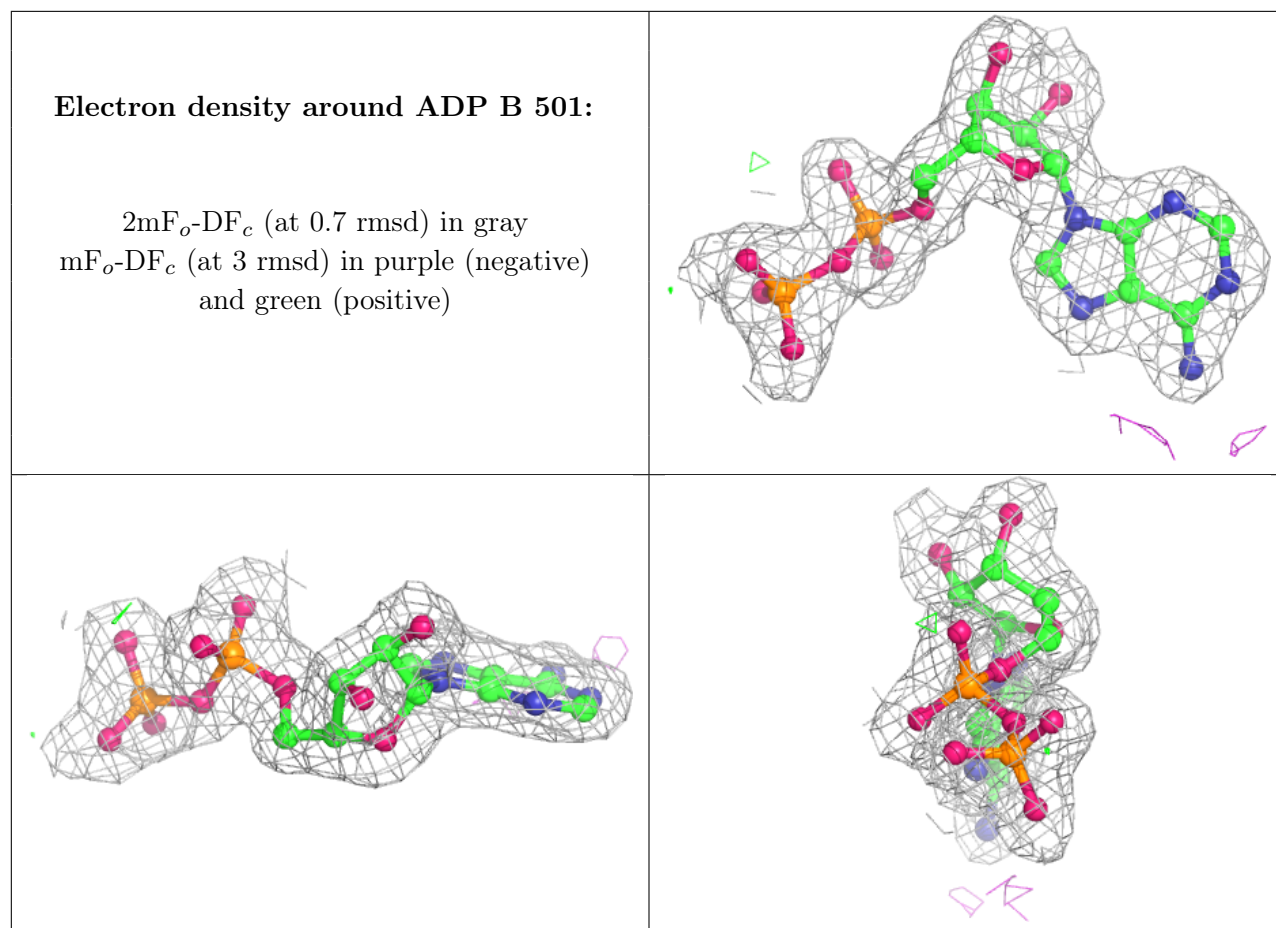 Electron density around ADP B 501:
2mFo-DFc (at 0.7 rmsd) in gray
mFo-DFc (at 3 rmsd) in purple (negative)
and green (positive)